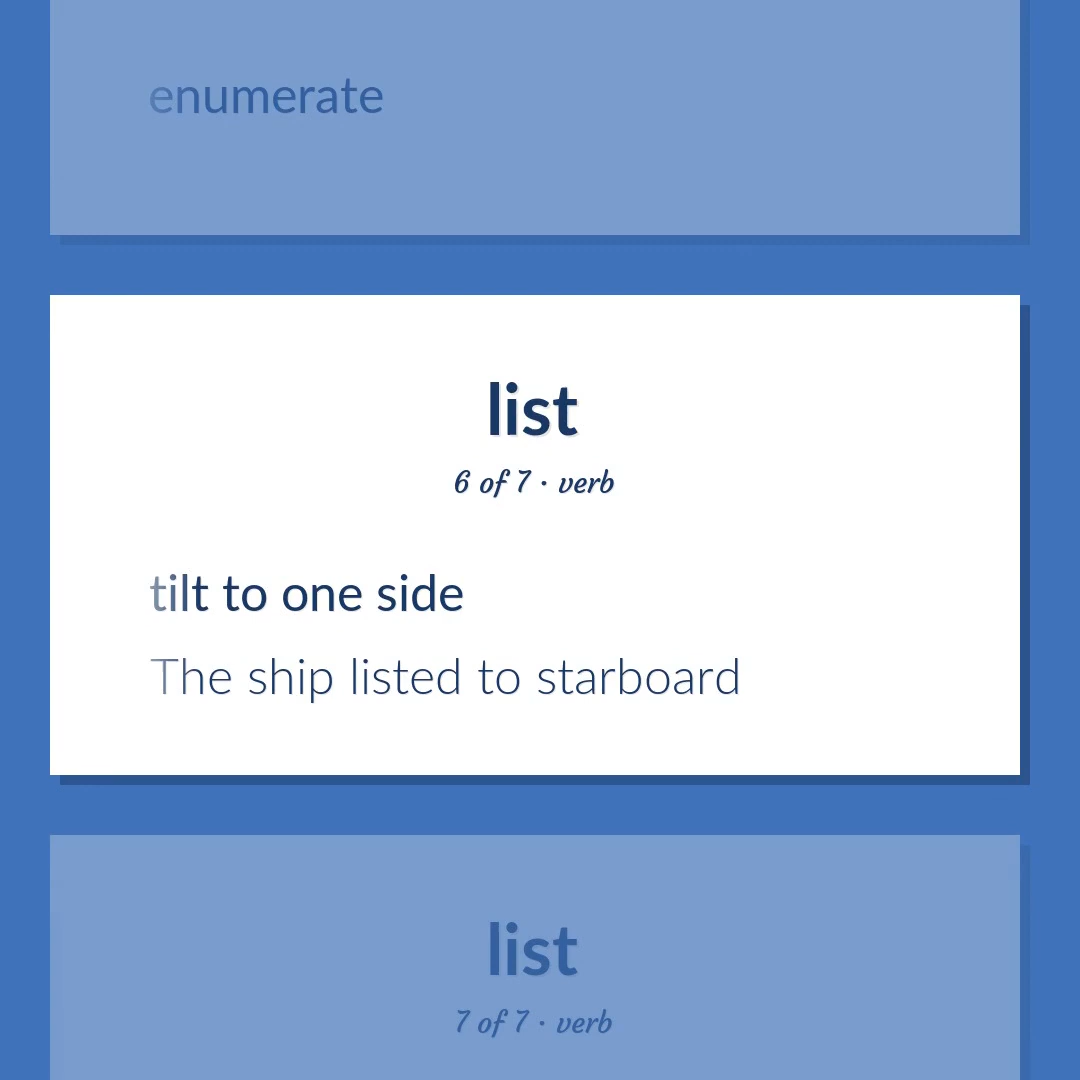 enumerate
list
6 of 7 · verb
tilt to one side
The ship listed to starboard
list
7 of 7 · verb